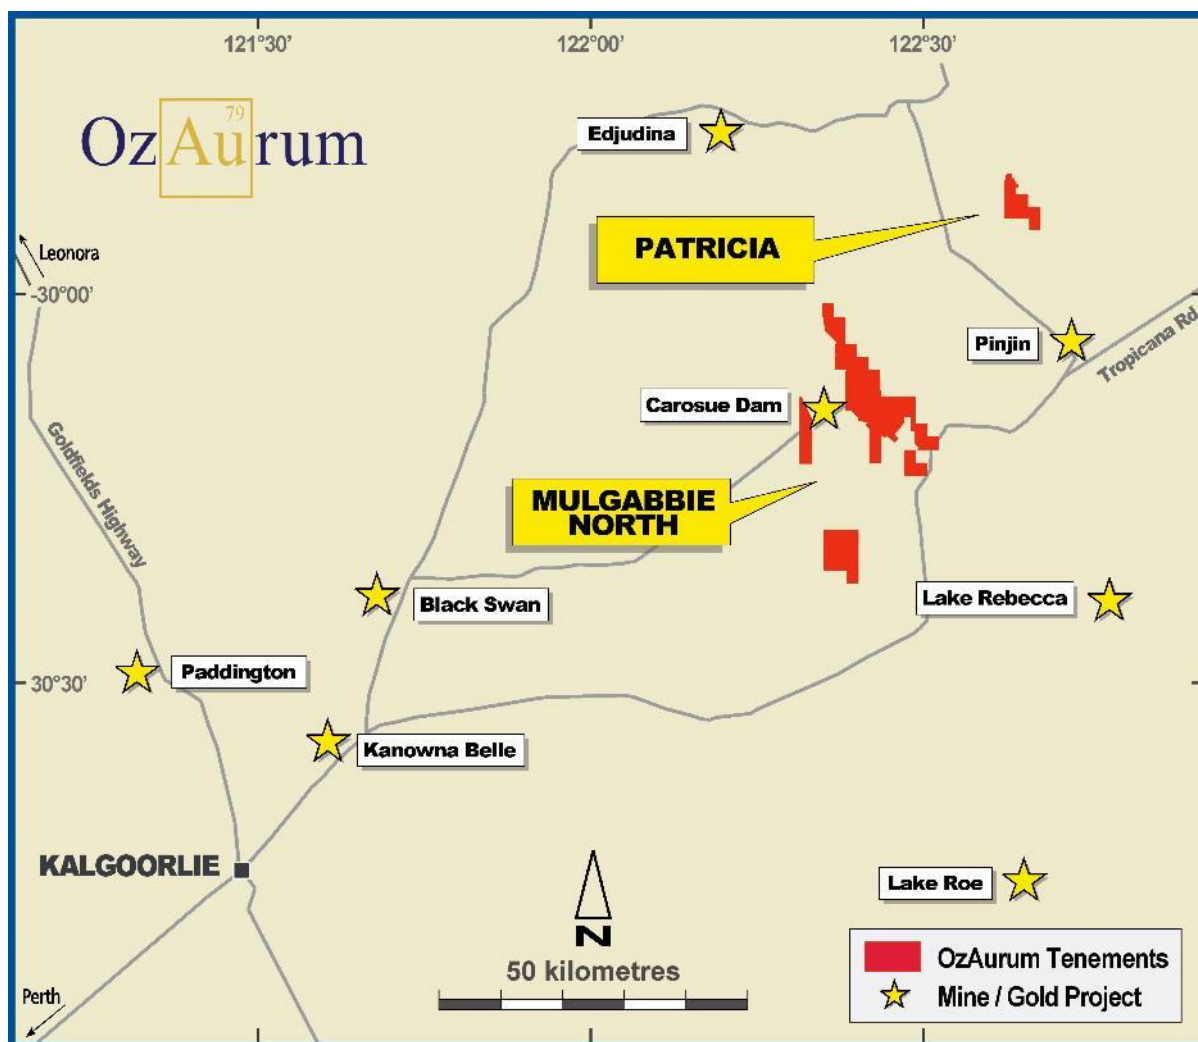 121°30’
122°00’
122°30’
79
OzAurum
Edjudina
PATRICIA
Leonora
-30°00’
Pinjin
Tropicana Rd
Carosue Dam
Goldfields Highway
MULGABBIE
NORTH
Black Swan
Lake Rebecca
Paddington
30°30’
Kanowna Belle
KALGOORLIE
Lake Roe
N
50 kilometres
OzAurum Tenements
Mine / Gold Project
Perth